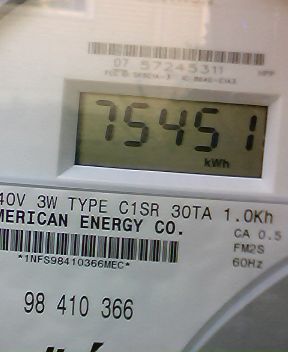 07 57245311
75451
kWh
40V 3W TYPE C1SR 30TA 1.0Kh
MERICAN ENERGY CO.
CA 0.5
FM2S
*1NFS98410366MEC*
60Hz
98 410 366